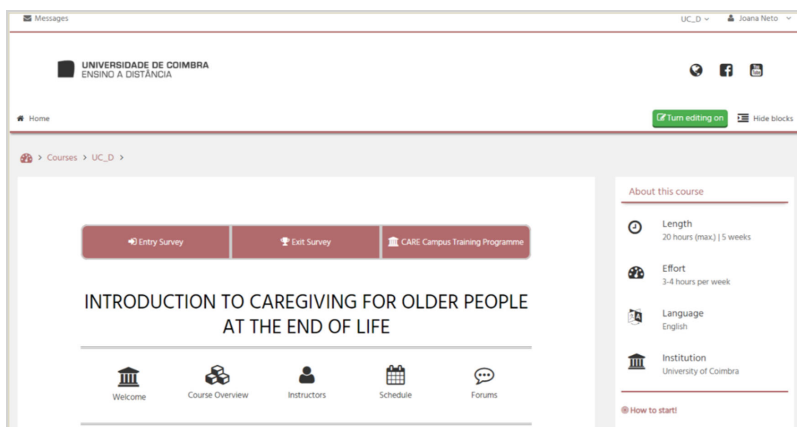 Messages
UC_D
Joana Neto
UNIVERSIDADE DE COIMBRA
ENSINO A DISTÂNCIA
Home
Turn editing on
Hide blocks
> Courses > UC_D >
Entry Survey
Exit Survey
CARE Campus Training Programme
INTRODUCTION TO CAREGIVING FOR OLDER PEOPLE
AT THE END OF LIFE
Welcome
Course Overview
Instructors
Schedule
Forums
About this course
Length
20 hours (max.) | 5 weeks
Effort
3-4 hours per week
Language
English
Institution
University of Coimbra
How to start!